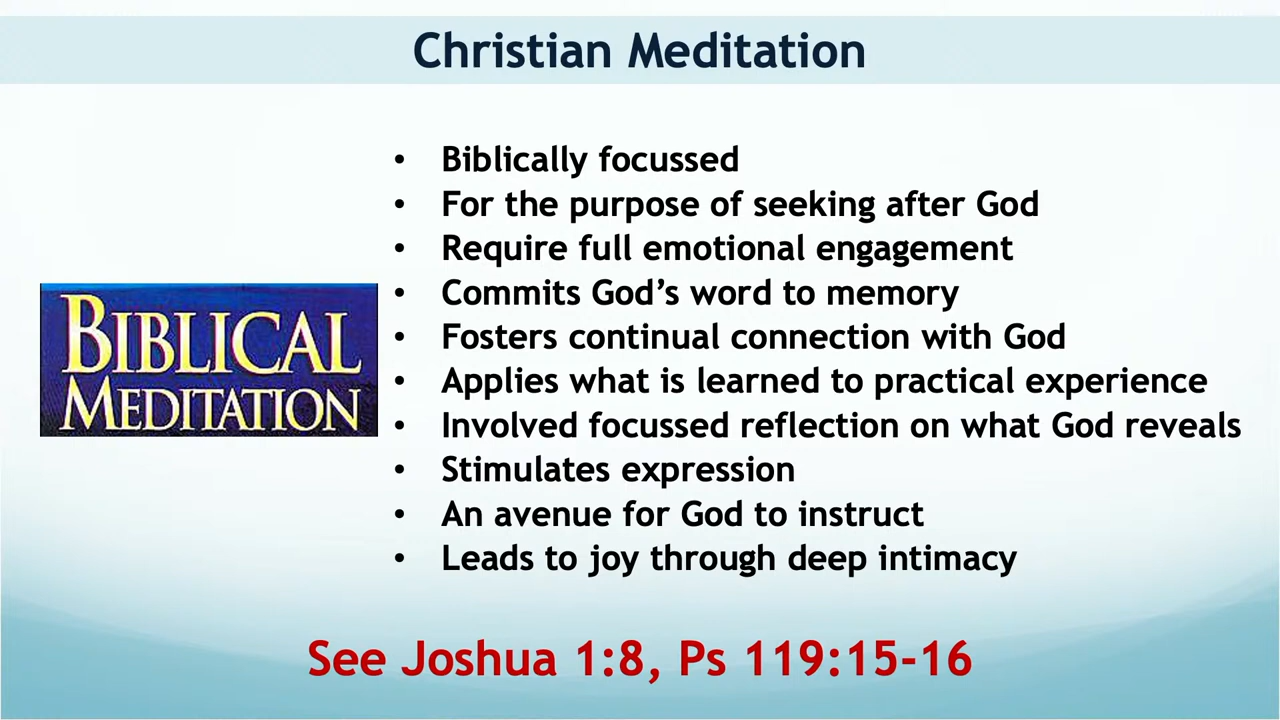 Christian Meditation
• Biblically focussed
• For the purpose of seeking after God
• Require full emotional engagement
• Commits God’s word to memory
• Fosters continual connection with God
• Applies what is learned to practical experience
• Involved focussed reflection on what God reveals
• Stimulates expression
• An avenue for God to instruct
• Leads to joy through deep intimacy
BIBLICAL
MEDITATION
See Joshua 1:8, Ps 119:15-16